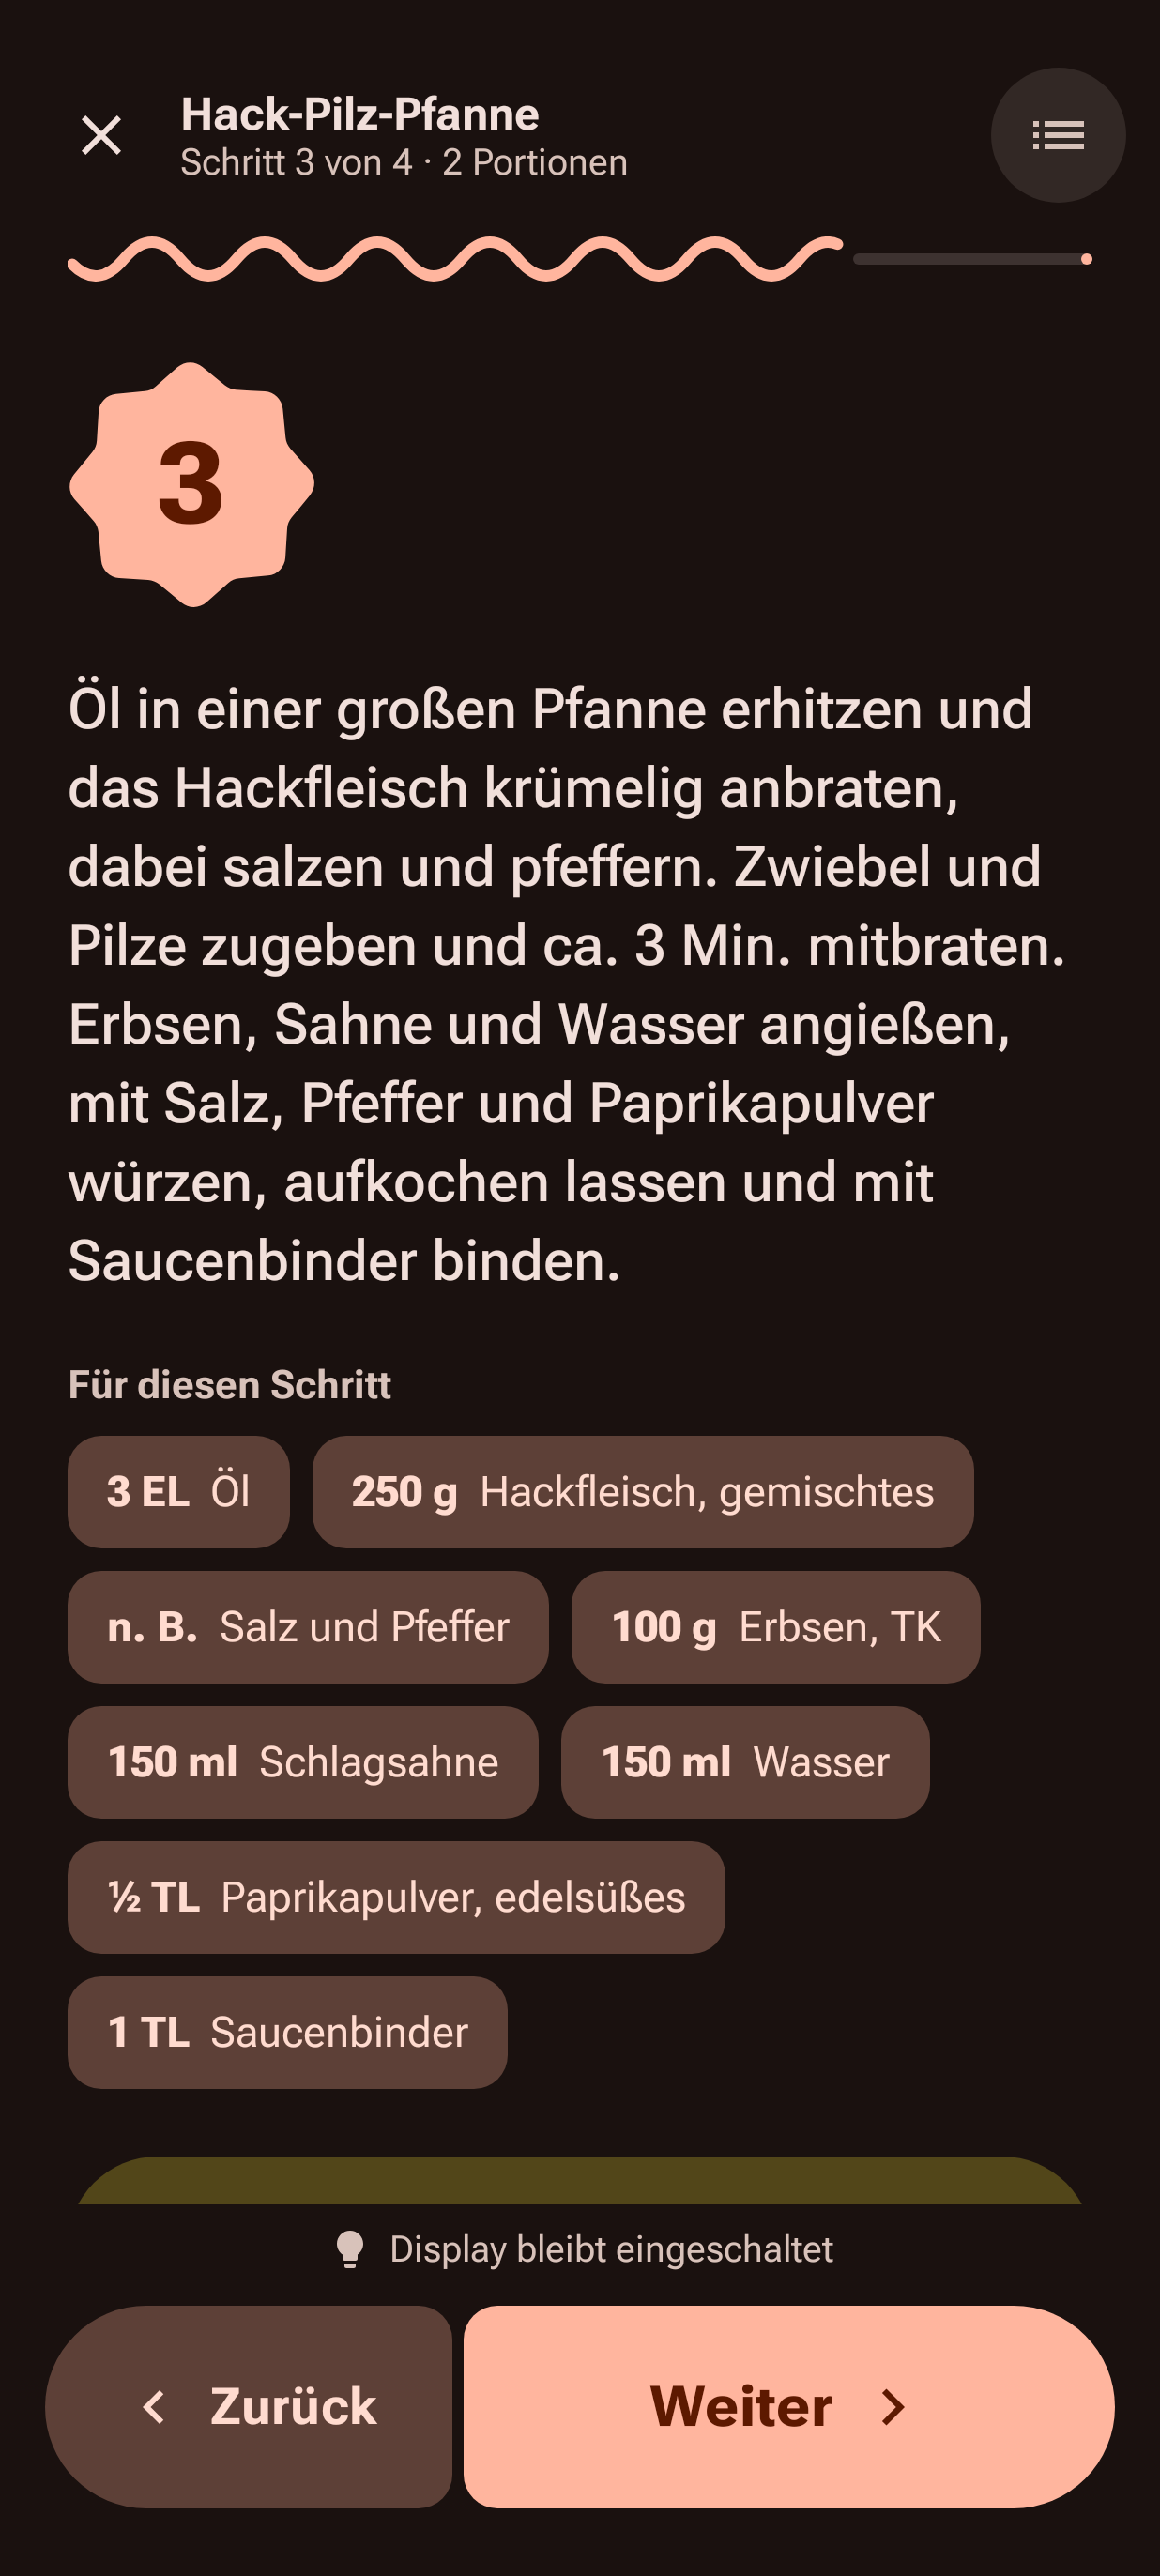 Hack-Pilz-Pfanne
Schritt 3 von 4 · 2 Portionen
3
Öl in einer großen Pfanne erhitzen und
das Hackfleisch krümelig anbraten,
dabei salzen und pfeffern. Zwiebel und
Pilze zugeben und ca. 3 Min. mitbraten.
Erbsen, Sahne und Wasser angießen,
mit Salz, Pfeffer und Paprikapulver
würzen, aufkochen lassen und mit
Saucenbinder binden.
Für diesen Schritt
3 EL Öl 250 g Hackfleisch, gemischtes
n. B. Salz und Pfeffer 100 g Erbsen, TK
150 ml Schlagsahne 150 ml Wasser
½ TL Paprikapulver, edelsüßes
1 TL Saucenbinder
Display bleibt eingeschaltet
Zurück Weiter